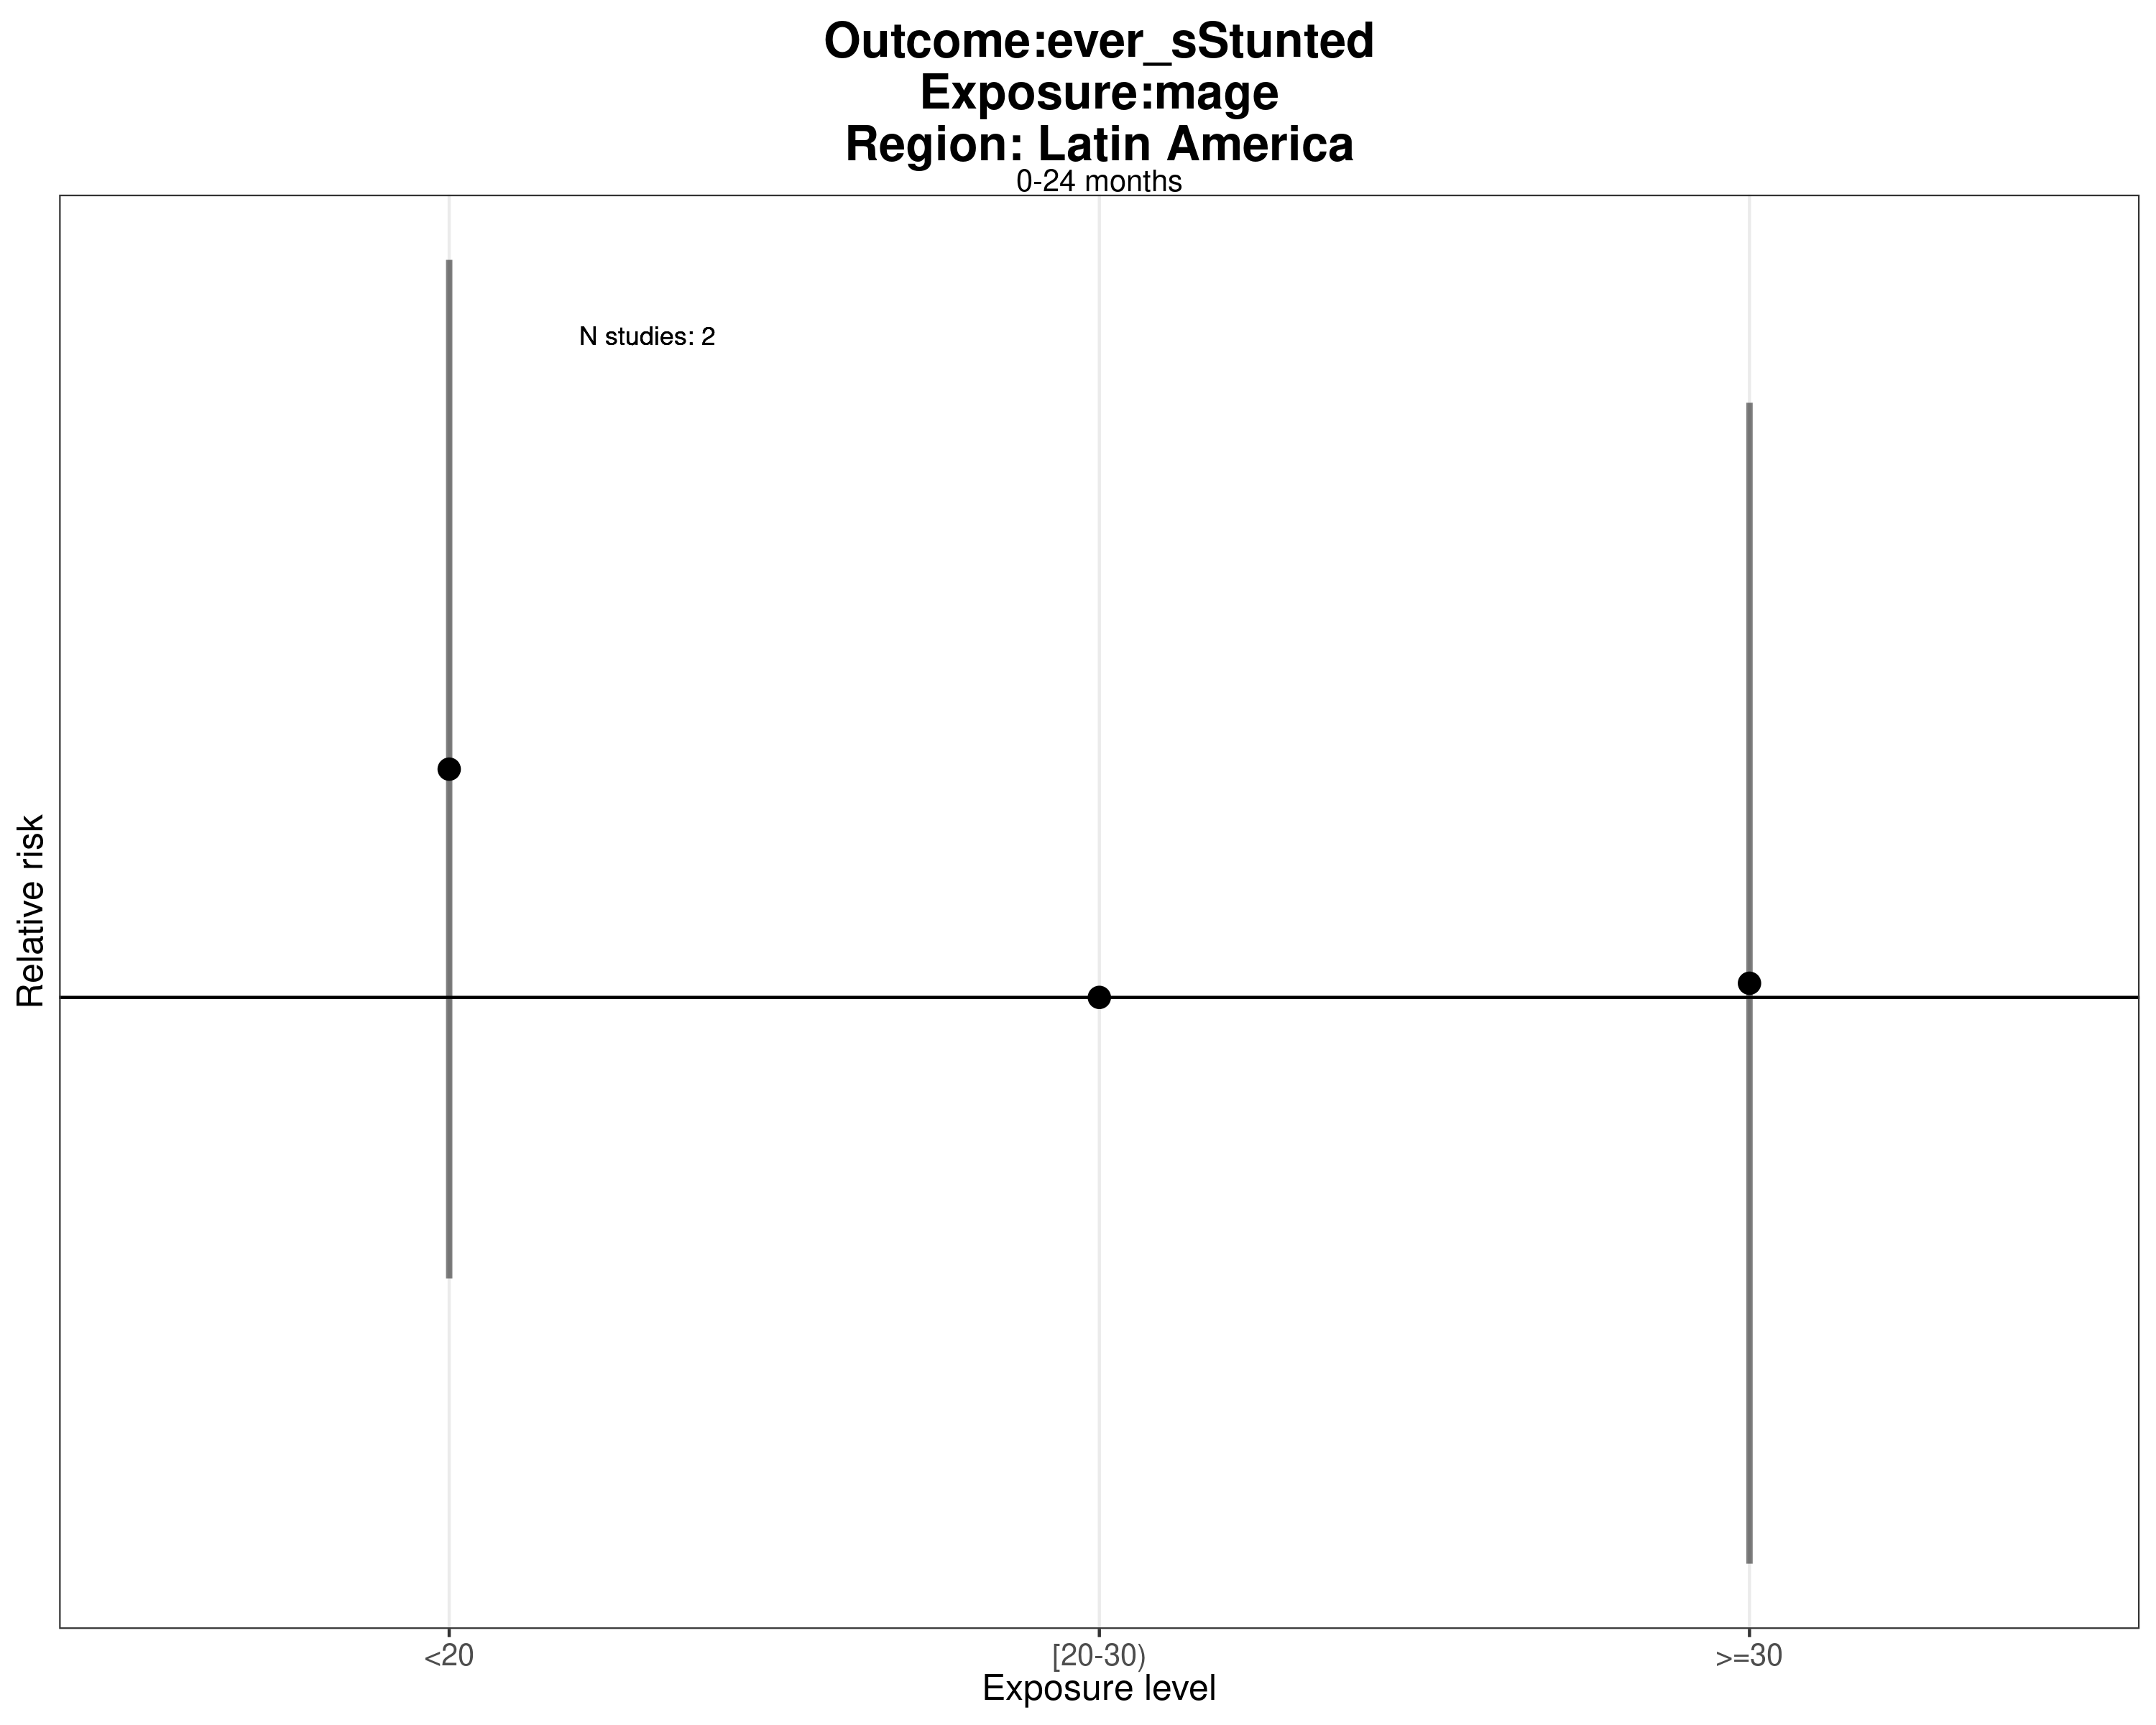 Outcome:ever_sStunted
Exposure:mage
Region: Latin America
0-24 months
N studies: 2
Relative risk
<20
[20-30)
>=30
Exposure level